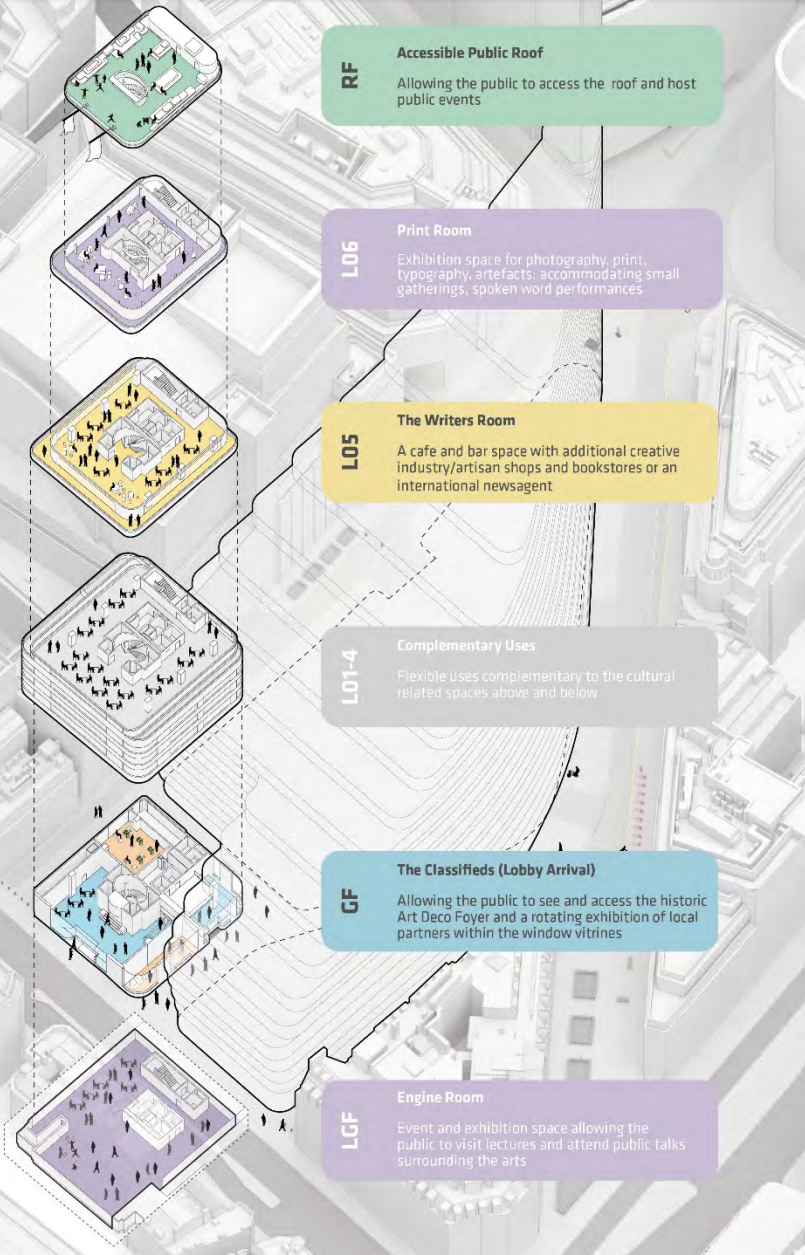 RF
Accessible Public Roof
Allowing the public to access the roof and host
public events
L06
Print Room
Exhibition space for photography, print,
typography, artefacts; accommodating small
gatherings, spoken word performances
L05
The Writers Room
A cafe and bar space with additional creative
industry/artisan shops and bookstores or an
international newsagent
L01-4
Complementary Uses
Flexible uses complementary to the cultural
related spaces above and below
GF
The Classifieds (Lobby Arrival)
Allowing the public to see and access the historic
Art Deco Foyer and a rotating exhibition of local
partners within the window vitrines
LGF
Engine Room
Event and exhibition space allowing the
public to visit lectures and attend public talks
surrounding the arts